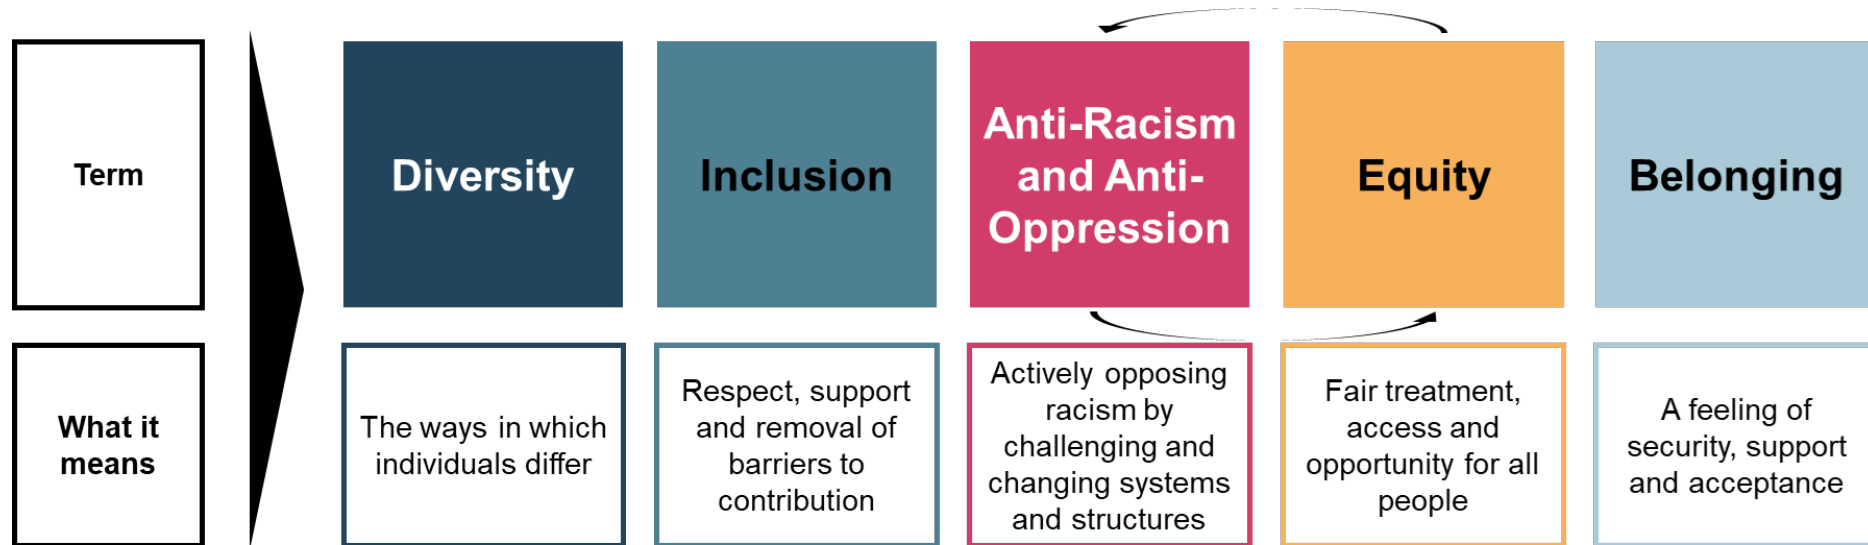 Term
Diversity
Inclusion
Anti-Racism
and Anti-
Oppression
Equity
Belonging
What it
means
The ways in which
individuals differ
Respect, support
and removal of
barriers to
contribution
Actively opposing
racism by
challenging and
changing systems
and structures
Fair treatment,
access and
opportunity for all
people
A feeling of
security, support
and acceptance